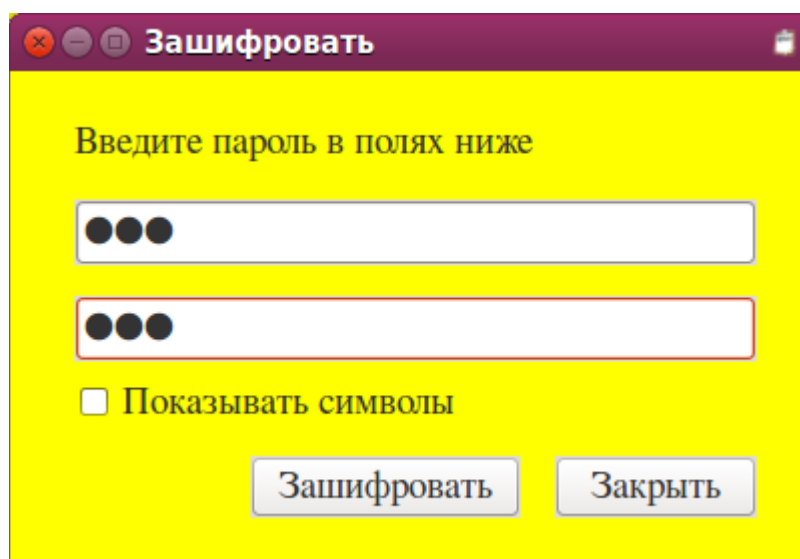 Зашифровать
Введите пароль в полях ниже
●●●
●●●
Показывать символы
Зашифровать Закрыть